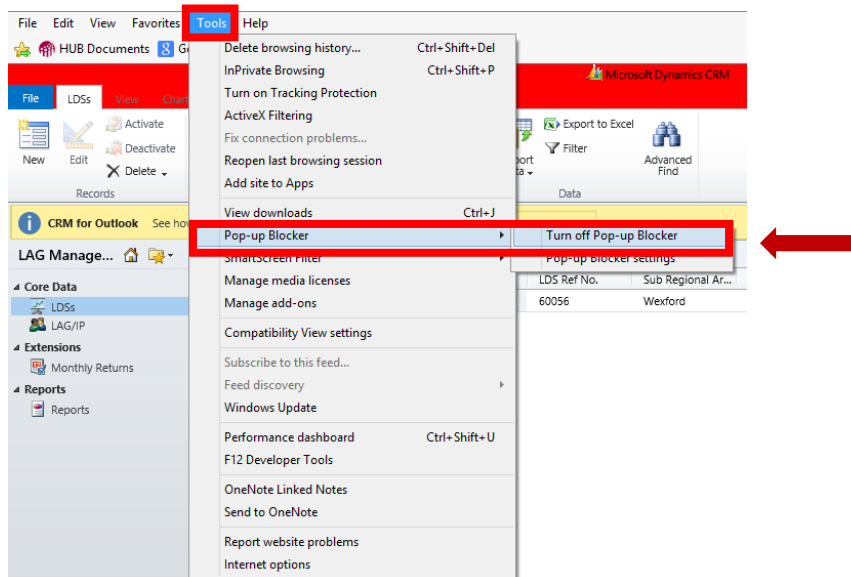 File Edit View Favorites Tools Help
HUB Documents
Delete browsing history... Ctrl+Shift+Del
InPrivate Browsing Ctrl+Shift+P
Turn on Tracking Protection
ActiveX Filtering
Fix connection problems...
Reopen last browsing session
Add site to Apps
View downloads Ctrl+J
Pop-up Blocker
SmartScreen Filter
Manage media licenses
Manage add-ons
Compatibility View settings
Subscribe to this feed...
Feed discovery
Windows Update
Performance dashboard Ctrl+Shift+U
F12 Developer Tools
OneNote Linked Notes
Send to OneNote
Report website problems
Internet options
Turn off Pop-up Blocker
Pop-up Blocker settings
Microsoft Dynamics CRM
File LDSs View
New
Edit
Activate
Deactivate
Delete
Records
Export to Excel
Filter
Advanced
Find
Data
CRM for Outlook See
LAG Manage...
Core Data
LDSs
LAG/IP
Extensions
Monthly Returns
Reports
Reports
LDS Ref No. Sub Regional Ar...
60056 Wexford